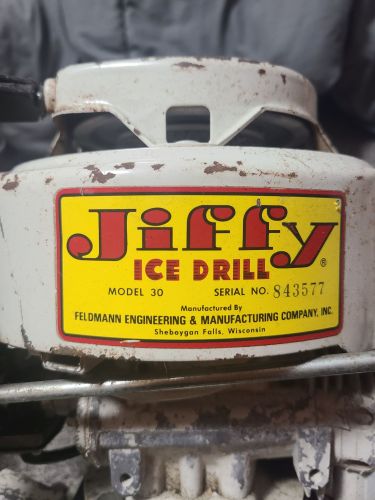 Jiffy®
ICE DRILL
MODEL 30 SERIAL NO. 843577
Manufactured By
FELDMANN ENGINEERING & MANUFACTURING COMPANY, INC.
Sheboygan Falls, Wisconsin